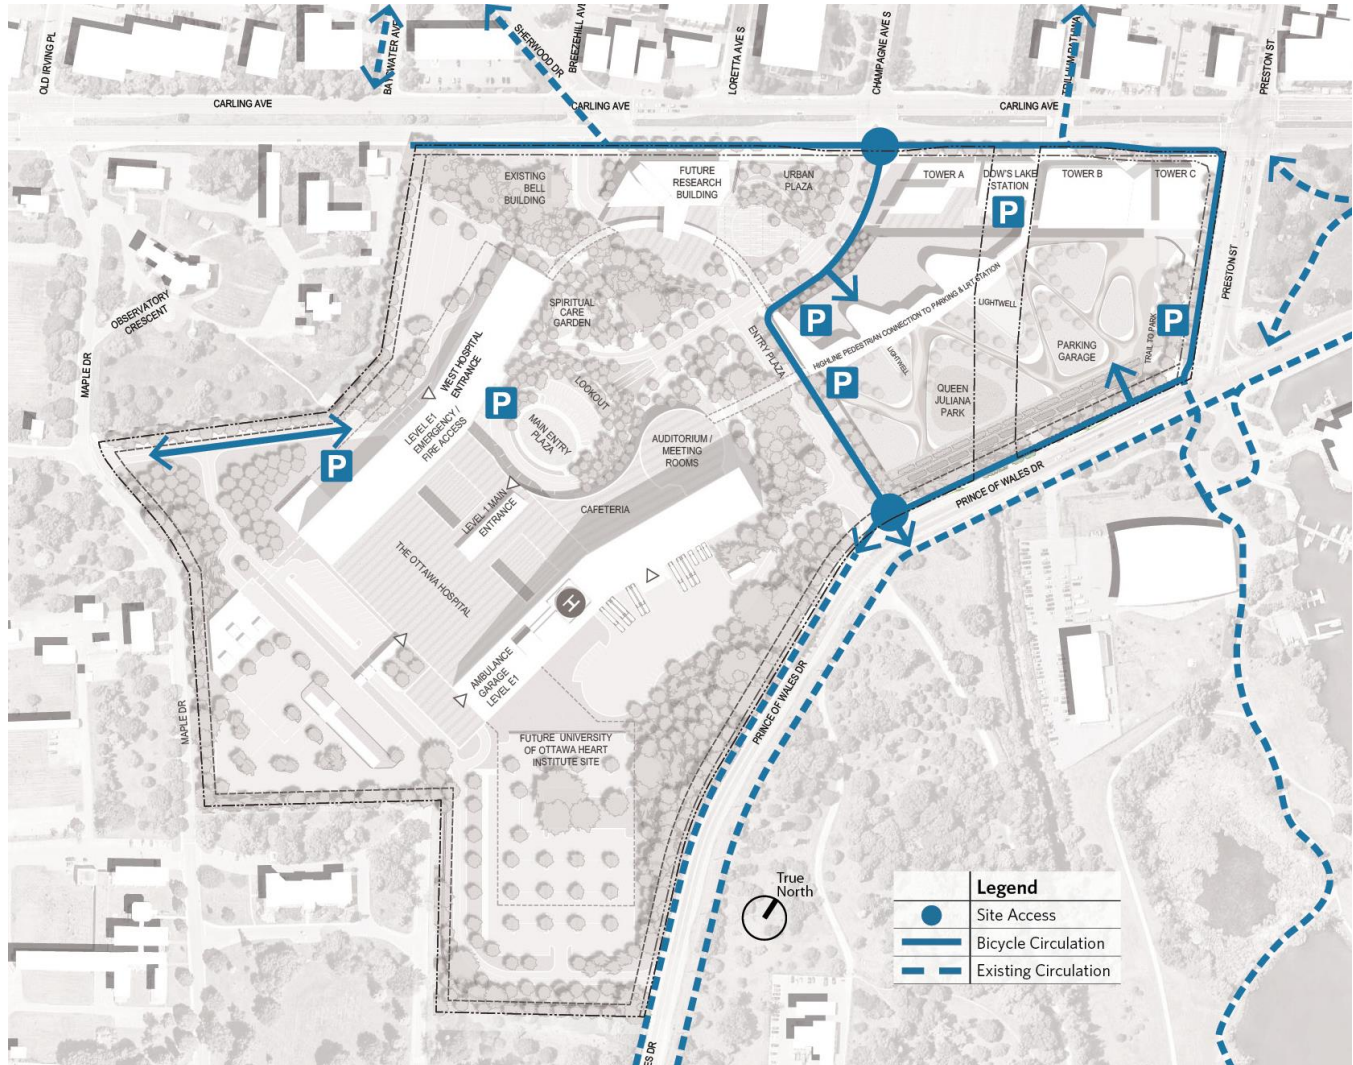 OLD IRVING PL
BAYSWATER AVE
SHERWOOD DR
BREEZEHILL AVE
LORETTA AVE S
CHAMPAGNE AVE S
TRILLIUM PATHWAY
PRESTON ST
CARLING AVE
CARLING AVE
CARLING AVE
EXISTING
BELL
BUILDING
FUTURE
RESEARCH
BUILDING
URBAN
PLAZA
TOWER A
DOW'S LAKE
STATION
TOWER B
TOWER C
P
PRESTON ST
OBSERVATORY
CRESCENT
MAPLE DR
SPIRITUAL
CARE
GARDEN
ENTRY PLAZA
P
P
HIGHLINE PEDESTRIAN CONNECTION TO PARKING & LRT STATION
LIGHTWELL
LIGHTWELL
PARKING
GARAGE
TRAIL TO PARK
P
QUEEN
JULIANA
PARK
WEST HOSPITAL
ENTRANCE
LEVEL E1
EMERGENCY /
FIRE ACCESS
P
LOOKOUT
MAIN ENTRY
PLAZA
AUDITORIUM /
MEETING
ROOMS
P
LEVEL 1 MAIN
ENTRANCE
CAFETERIA
PRINCE OF WALES DR
THE OTTAWA HOSPITAL
H
AMBULANCE
GARAGE
LEVEL E1
PRINCE OF WALES DR
MAPLE DR
FUTURE UNIVERSITY
OF OTTAWA HEART
INSTITUTE SITE
True
North
Legend
Site Access
Bicycle Circulation
Existing Circulation
ES DR